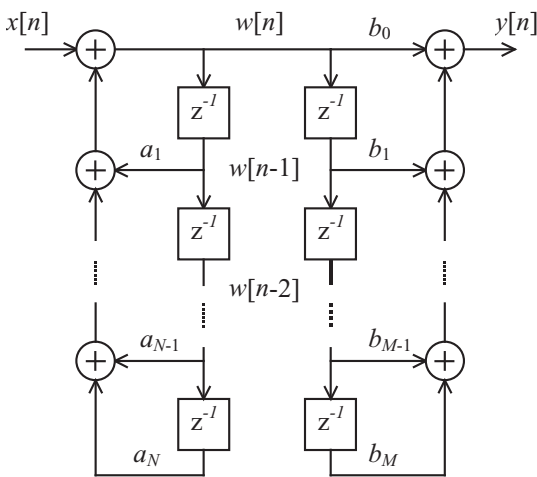 x[n] w[n] b0 y[n]
z-1 z-1
a1 w[n-1] b1
z-1 z-1
w[n-2]
aN-1 bM-1
z-1 z-1
aN bM